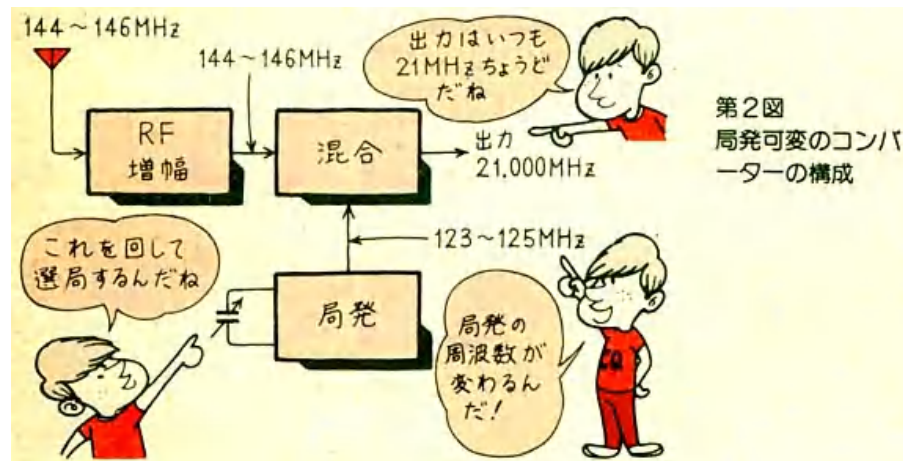 144～146MHz
144～146MHz
RF
増幅
混合
出力
21,000MHz
出力はいつも
21MHzちょうど
だね
第2図
局発可変のコンバ
ーターの構成
123～125MHz
局発
これを回して
選局するんだね
局発の
周波数が
変わるん
だ!
CQ